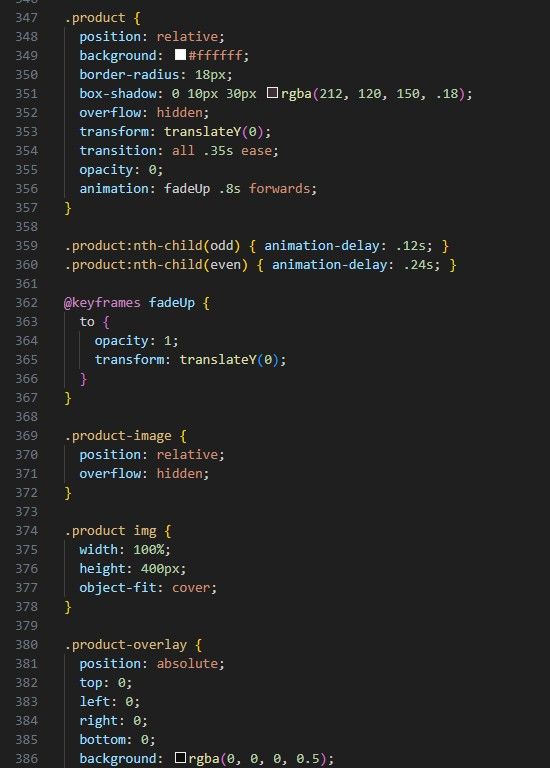 347 .product {
348   position: relative;
349   background: #ffffff;
350   border-radius: 18px;
351   box-shadow: 0 10px 30px rgba(212, 120, 150, .18);
352   overflow: hidden;
353   transform: translateY(0);
354   transition: all .35s ease;
355   opacity: 0;
356   animation: fadeUp .8s forwards;
357 }
358
359 .product:nth-child(odd) { animation-delay: .12s; }
360 .product:nth-child(even) { animation-delay: .24s; }
361
362 @keyframes fadeUp {
363   to {
364     opacity: 1;
365     transform: translateY(0);
366   }
367 }
368
369 .product-image {
370   position: relative;
371   overflow: hidden;
372 }
373
374 .product img {
375   width: 100%;
376   height: 400px;
377   object-fit: cover;
378 }
379
380 .product-overlay {
381   position: absolute;
382   top: 0;
383   left: 0;
384   right: 0;
385   bottom: 0;
386   background: rgba(0, 0, 0, 0.5);